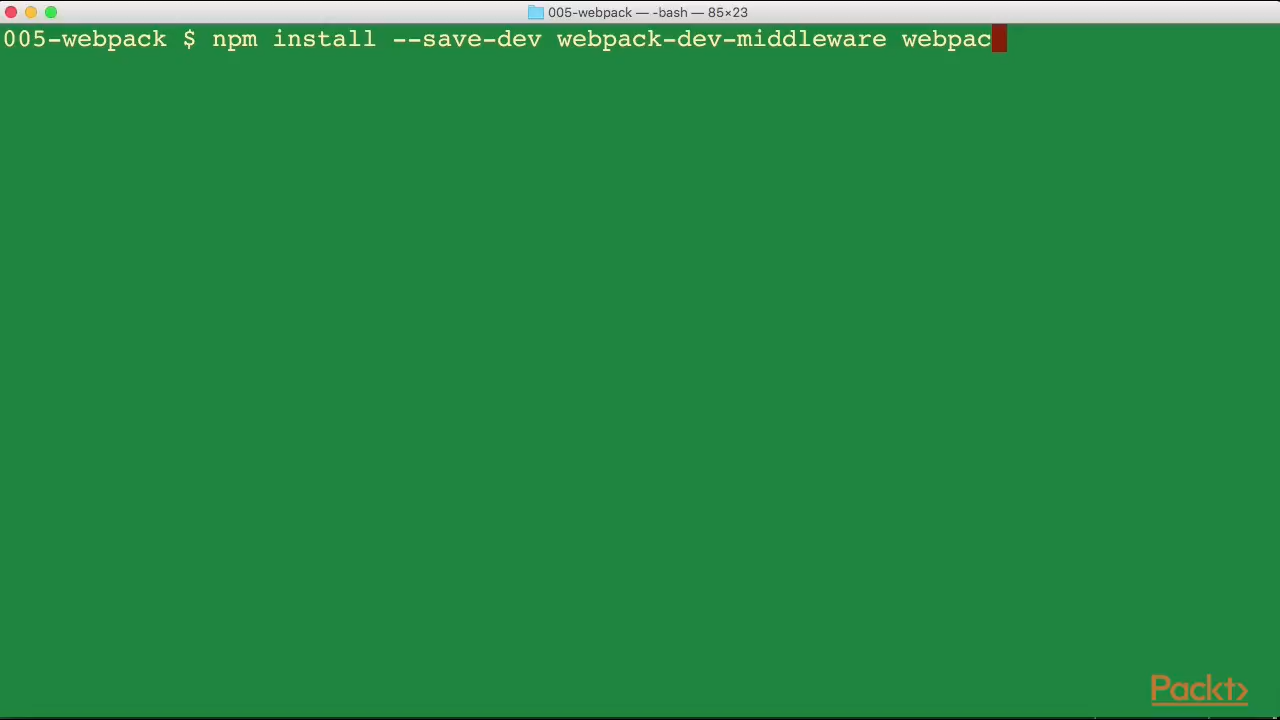 005-webpack — -bash — 85×23
005-webpack $ npm install --save-dev webpack-dev-middleware webpac
Packt>